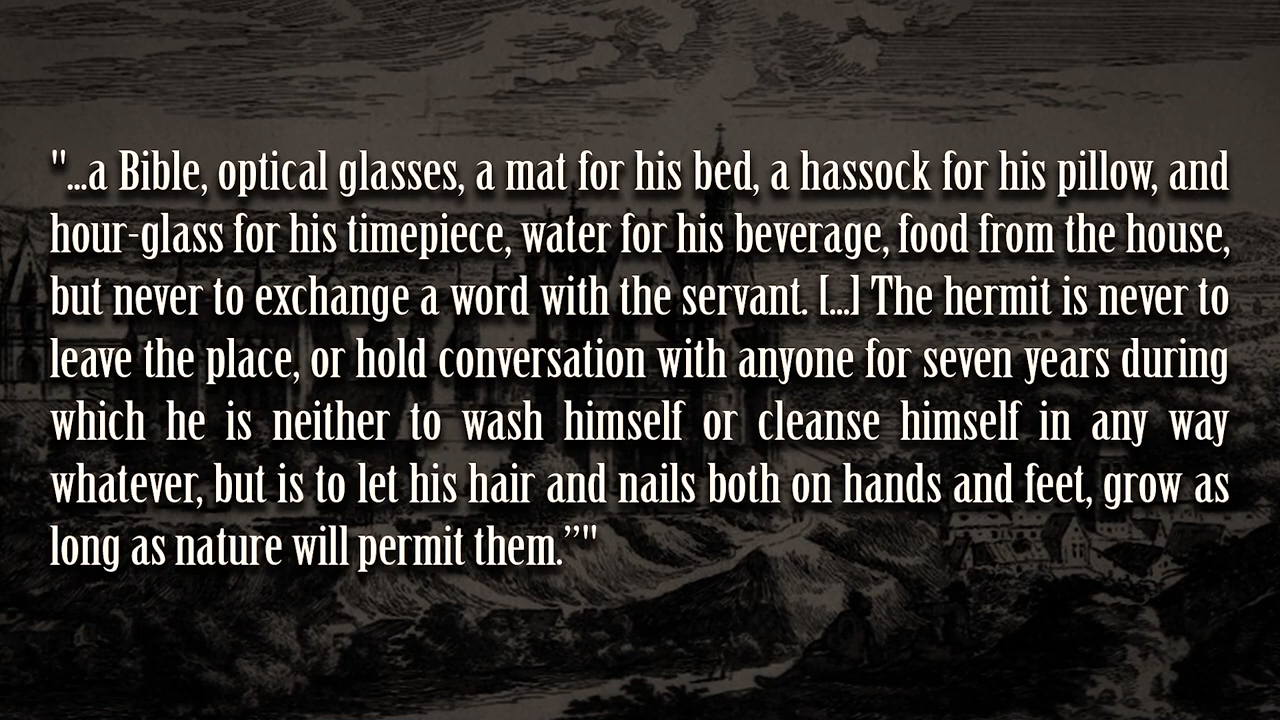 "...a Bible, optical glasses, a mat for his bed, a hassock for his pillow, and
hour-glass for his timepiece, water for his beverage, food from the house,
but never to exchange a word with the servant. [...] The hermit is never to
leave the place, or hold conversation with anyone for seven years during
which he is neither to wash himself or cleanse himself in any way
whatever, but is to let his hair and nails both on hands and feet, grow as
long as nature will permit them.”"